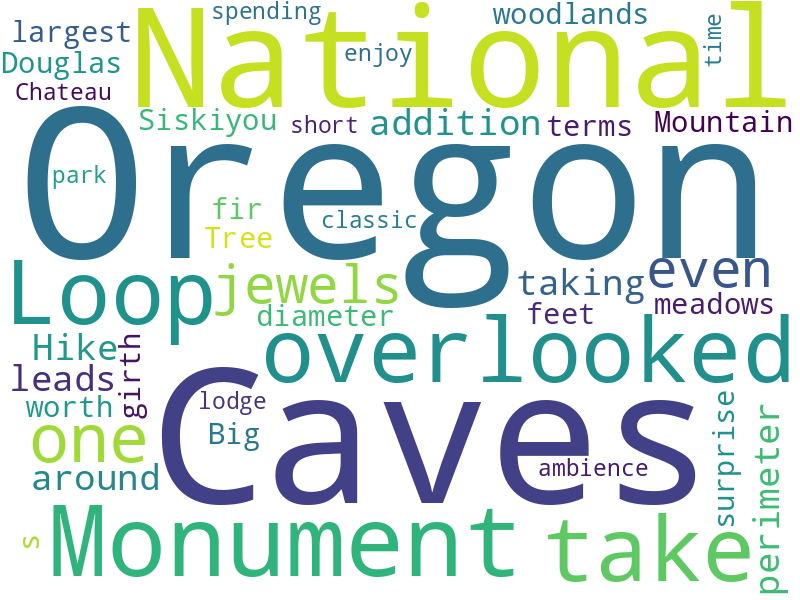 spending
woodlands
largest
National
time
enjoy
Douglas
Chateau
Siskiyou
short
addition
terms
Mountain
Oregon
park
fir
classic
Tree
Loop
jewels
taking
even
diameter
feet
meadows
Hike
girth
overlooked
leads
worth
lodge
Caves
surprise
perimeter
one
Big
around
ambience
s
Monument
take